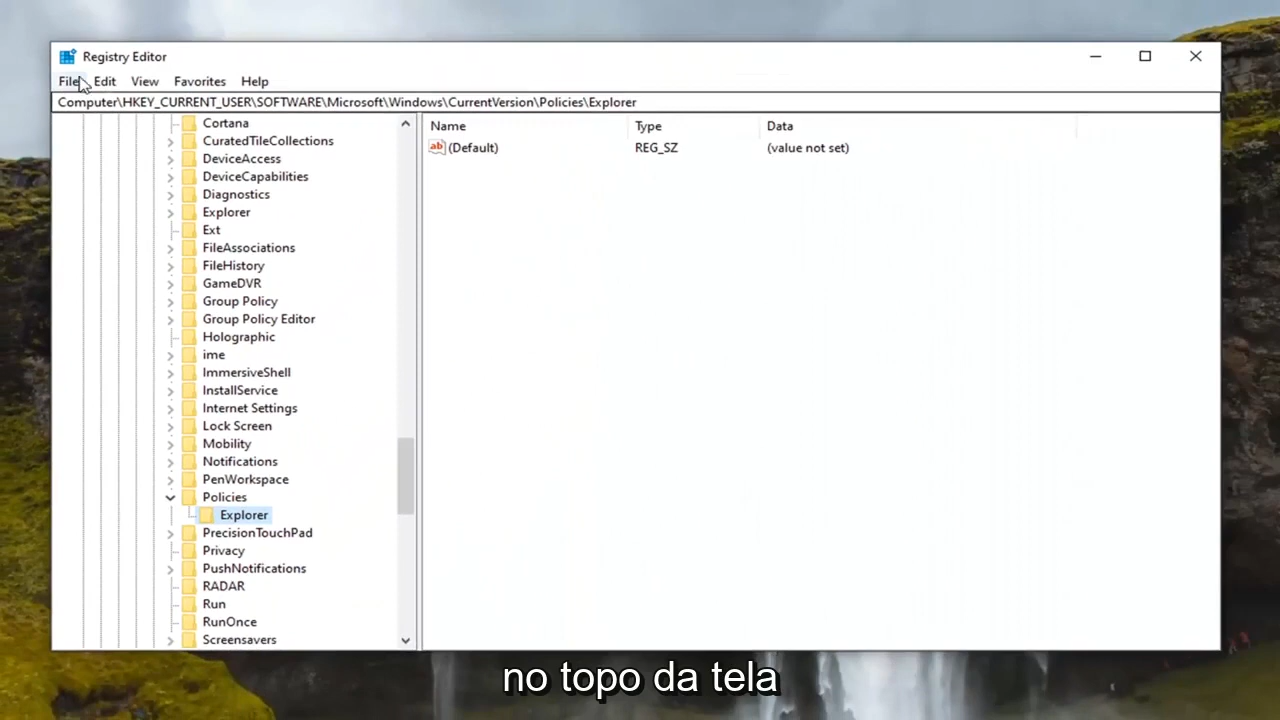 Registry Editor
File Edit View Favorites Help
Computer\HKEY_CURRENT_USER\SOFTWARE\Microsoft\Windows\CurrentVersion\Policies\Explorer
Cortana
CuratedTileCollections
DeviceAccess
DeviceCapabilities
Diagnostics
Explorer
Ext
FileAssociations
FileHistory
GameDVR
Group Policy
Group Policy Editor
Holographic
ime
ImmersiveShell
InstallService
Internet Settings
Lock Screen
Mobility
Notifications
PenWorkspace
Policies
Explorer
PrecisionTouchPad
Privacy
PushNotifications
RADAR
Run
RunOnce
Screensavers
Name Type Data
ab (Default) REG_SZ (value not set)
no topo da tela